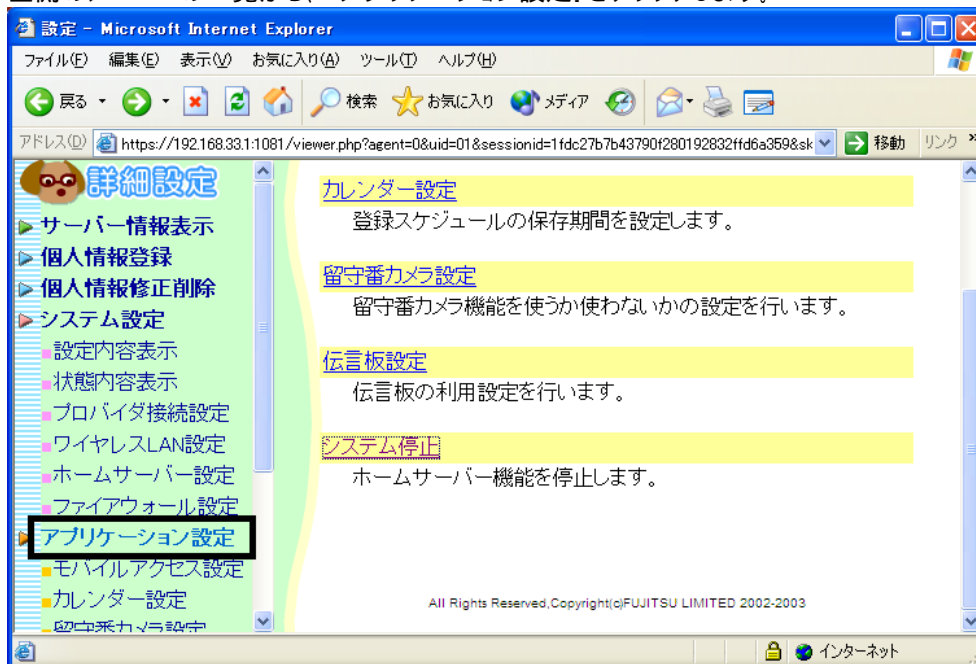 設定 - Microsoft Internet Explorer
ファイル(F) 編集(E) 表示(V) お気に入り(A) ツール(T) ヘルプ(H)
戻る 検索 お気に入り メディア
アドレス(D) https://192.168.33.1:1081/viewer.php?agent=0&uid=01&sessionid=1fdc27b7b43790f280192832ffd6a359&sk 移動 リンク »
詳細設定
サーバー情報表示
個人情報登録
個人情報修正削除
システム設定
設定内容表示
状態内容表示
プロバイダ接続設定
ワイヤレスLAN設定
ホームサーバー設定
ファイアウォール設定
アプリケーション設定
モバイルアクセス設定
カレンダー設定
留守番カメラ設定
カレンダー設定
登録スケジュールの保存期間を設定します。
留守番カメラ設定
留守番カメラ機能を使うか使わないかの設定を行います。
伝言板設定
伝言板の利用設定を行います。
システム停止
ホームサーバー機能を停止します。
All Rights Reserved,Copyright(c)FUJITSU LIMITED 2002-2003
インターネット